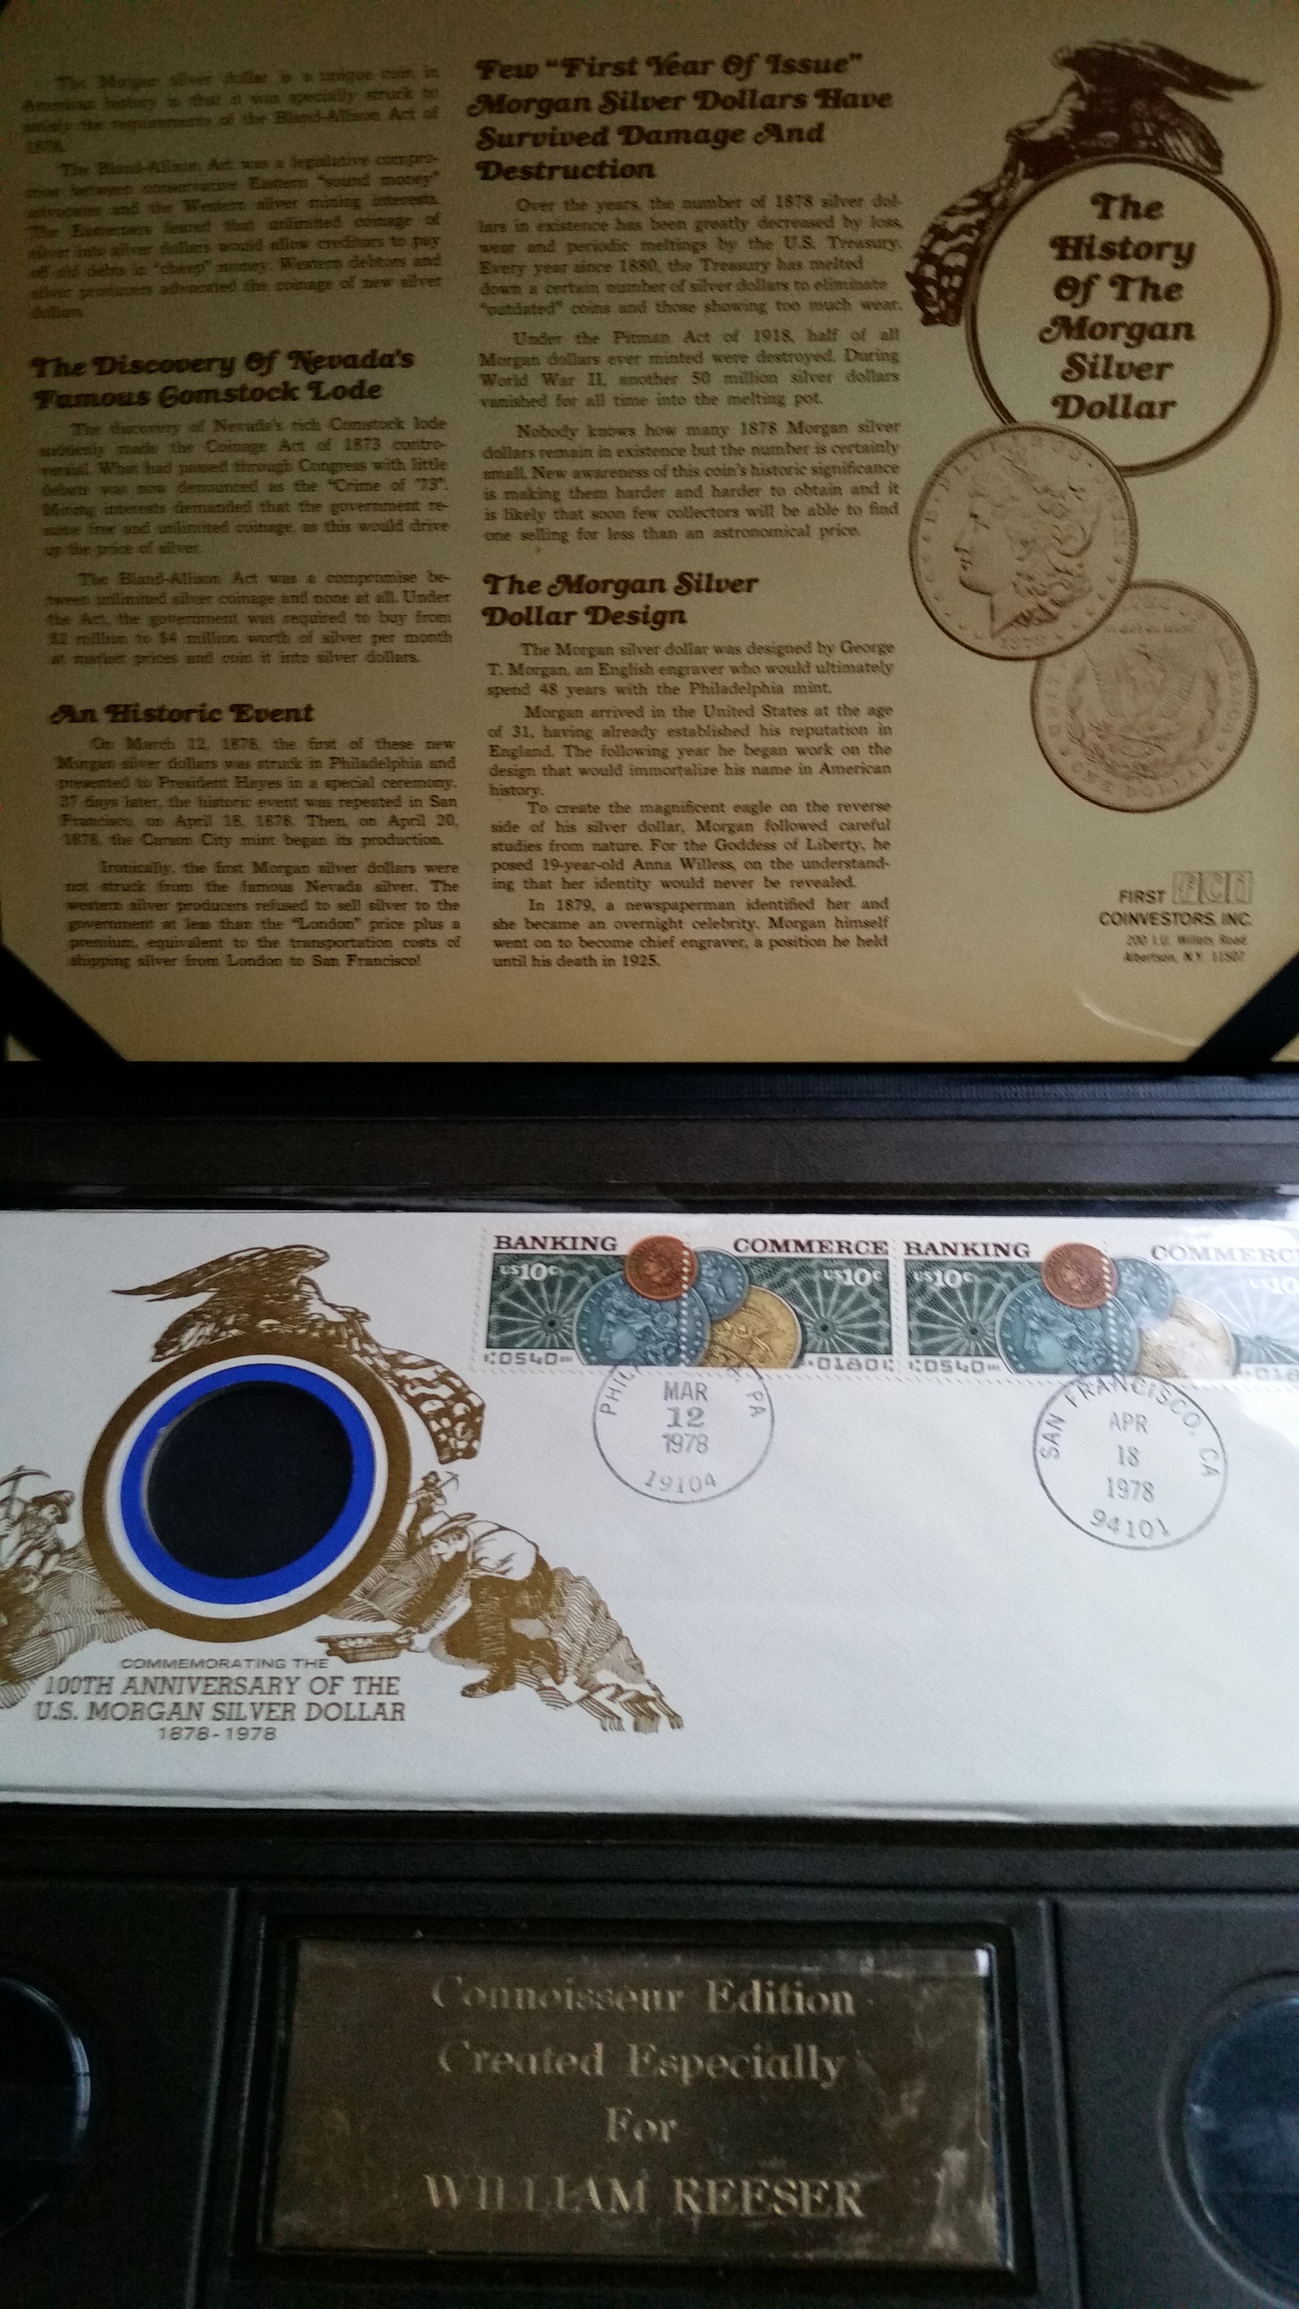 The Morgan silver dollar is a unique coin in
American history in that it was specially struck to
satisfy the requirements of the Bland-Allison Act of
1878.
The Bland-Allison Act was a legislative compro-
mise between conservative Eastern "sound money"
advocates and the Western silver mining interests.
The Easterners feared that unlimited coinage of
silver into silver dollars would allow creditors to pay
off old debts in "cheap" money. Western debtors and
silver producers advocated the coinage of new silver
dollars.
The Discovery Of Nevada's
Famous Comstock Lode
The discovery of Nevada's rich Comstock lode
suddenly made the Coinage Act of 1873 contro-
versial. What had passed through Congress with little
debate was now denounced as the "Crime of '73".
Mining interests demanded that the government re-
sume free and unlimited coinage, as this would drive
up the price of silver.
The Bland-Allison Act was a compromise be-
tween unlimited silver coinage and none at all. Under
the Act, the government was required to buy from
$2 million to $4 million worth of silver per month
at market prices and coin it into silver dollars.
An Historic Event
On March 12, 1878, the first of these new
Morgan silver dollars was struck in Philadelphia and
presented to President Hayes in a special ceremony.
37 days later, the historic event was repeated in San
Francisco, on April 18, 1878. Then, on April 20,
1878, the Carson City mint began its production.
Ironically, the first Morgan silver dollars were
not struck from the famous Nevada silver. The
western silver producers refused to sell silver to the
government at less than the "London" price plus a
premium, equivalent to the transportation costs of
shipping silver from London to San Francisco!
Few "First Year Of Issue"
Morgan Silver Dollars Have
Survived Damage And
Destruction
Over the years, the number of 1878 silver dol-
lars in existence has been greatly decreased by loss,
wear and periodic meltings by the U.S. Treasury.
Every year since 1880, the Treasury has melted
down a certain number of silver dollars to eliminate
"outdated" coins and those showing too much wear.
Under the Pitman Act of 1918, half of all
Morgan dollars ever minted were destroyed. During
World War II, another 50 million silver dollars
vanished for all time into the melting pot.
Nobody knows how many 1878 Morgan silver
dollars remain in existence but the number is certainly
small. New awareness of this coin's historic significance
is making them harder and harder to obtain and it
is likely that soon few collectors will be able to find
one selling for less than an astronomical price.
The Morgan Silver
Dollar Design
The Morgan silver dollar was designed by George
T. Morgan, an English engraver who would ultimately
spend 48 years with the Philadelphia mint.
Morgan arrived in the United States at the age
of 31, having already established his reputation in
England. The following year he began work on the
design that would immortalize his name in American
history.
To create the magnificent eagle on the reverse
side of his silver dollar, Morgan followed careful
studies from nature. For the Goddess of Liberty, he
posed 19-year-old Anna Willess, on the understand-
ing that her identity would never be revealed.
In 1879, a newspaperman identified her and
she became an overnight celebrity. Morgan himself
went on to become chief engraver, a position he held
until his death in 1925.
The
History
Of The
Morgan
Silver
Dollar
E PLURIBUS UNUM
1878
ONE DOLLAR
FIRST FCI
COINVESTORS, INC.
200 I.U. Willets Road
Albertson, N.Y. 11507
BANKING COMMERCE BANKING COMMERC
US10c US10c US10c US10
C0540m 0180C C0540m 018
PHIL PA
MAR
12
1978
19104
SAN FRANCISCO, CA
APR
18
1978
94101
COMMEMORATING THE
100TH ANNIVERSARY OF THE
U.S. MORGAN SILVER DOLLAR
1878-1978
Connoisseur Edition
Created Especially
For
WILLIAM REESER